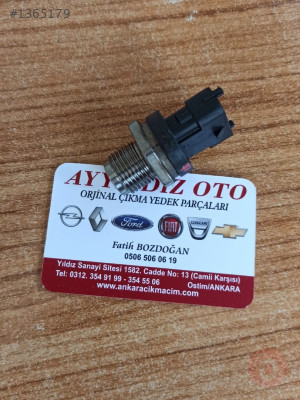 #1365179
AYYILDIZ OTO
ORJİNAL ÇIKMA YEDEK PARÇALARI
Ford
FIAT
Fatih BOZDOĞAN
0506 506 06 19
Yıldız Sanayi Sitesi 1582. Cadde No: 13 (Camii Karşısı)
Tel: 0312. 354 91 99 - 354 55 06 Ostim/ANKARA
www.ankaracikmacim.com